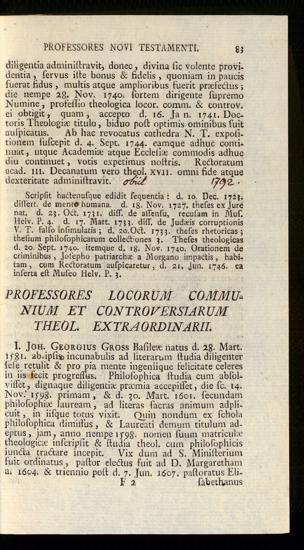 PROFESSORES NOVI TESTAMENTI. 83
diligentia adminiſtravit, donec, divina ſic volente provi-
dentia, ſervus iſte bonus & fidelis, quoniam in paucis
fuerat fidus, multis atque amplioribus fuerit præfectus;
die nempe 28. Nov. 1740. ſortem dirigente ſupremo
Numine, profeſſio theologica locor. comm. & controv.
ei obtigit, quam, accepto d. 16. Jan. 1741. Doc-
toris Theologiæ titulo, biduo poſt optimis ominibus fuit
auſpicatus. Ab hac revocatus cathedra N. T. expoſi-
tionem ſuſcepit d. 4. Sept. 1744. eamque adhuc conti-
nuat, utque Academiæ atque Eccleſiæ commodis adhuc
diu continuet, votis expetimus noſtris. Rectoratum
acad. III. Decanatum vero theol. XVII. omni fide atque
dexteritate adminiſtravit. obiit 1792.
Scripſit hactenusque edidit ſequentia: d. 10. Dec. 1723.
diſſert. de mente humana. d. 18. Nov. 1727. theſes ex Jure
nat. d. 23. Oct. 1731. diſſ. de aſſenſu, recuſam in Muſ.
Helv. P. 4. d. 17. Mart. 1733. diſſ. de Judæis corruptionis
V. T. falſo inſimulatis; d. 20. Oct. 1733. theſes rhetoricas;
theſium philoſophicarum collectiones 3. Theſes theologicas
d. 20. Sept. 1740. itemque d. 18. Nov. 1740. Orationem de
criminibus, Joſepho patriarchæ a Morgano impactis, habi-
tam, cum Rectoratum auſpicaretur, d. 21. Jun. 1746. ea
inſerta eſt Muſeo Helv. P. 3.
PROFESSORES LOCORUM COMMU-
NIUM ET CONTROVERSIARUM
THEOL. EXTRAORDINARII.
I. JOH. GEORGIUS GROSS Baſileæ natus d. 28. Mart.
1581. ab ipſis incunabulis ad literarum ſtudia diligenter
ſeſe retulit & pro pia mente ingeniique felicitate celeres
in iis fecit progreſſus. Philoſophica ſtudia cum abſol-
viſſet, dignaque diligentiæ præmia accepiſſet, die ſc. 14.
Nov. 1598. primam, & d. 30. Mart. 1601. ſecundam
philoſophiæ lauream, ad literas ſacras animum adpli-
cuit, in iisque totus vixit. Quin nondum ex ſchola
philoſophica dimiſſus, & Laureati demum titulum ad-
eptus, jam, anno nempe 1598. nomen ſuum matriculæ
theologicæ inſcripſit & ſtudia theol. cum philoſophicis
juncta tractare incepit. Vix dum ad S. Miniſterium
fuit ordinatus, paſtor electus fuit ad D. Margaretham
a. 1604. & triennio poſt d. 7. Jun. 1607. paſtoratus Eli-
F 2 ſabethanus